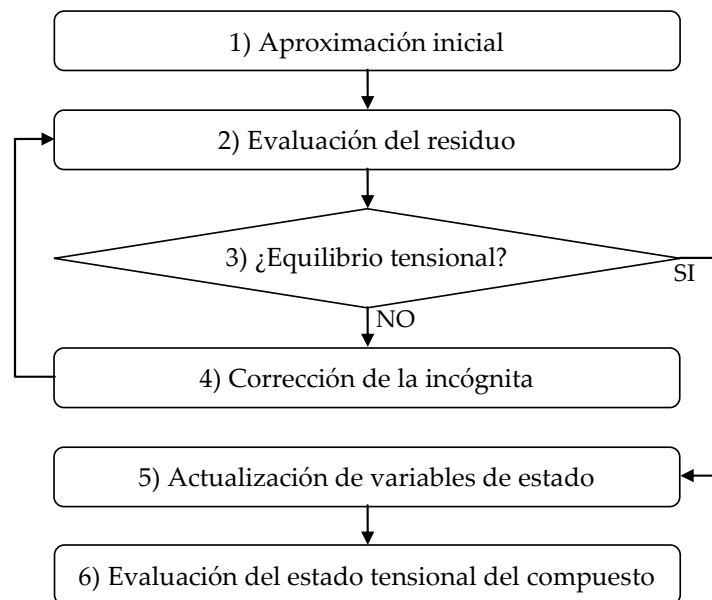 1) Aproximación inicial
2) Evaluación del residuo
3) ¿Equilibrio tensional?
SI
NO
4) Corrección de la incógnita
5) Actualización de variables de estado
6) Evaluación del estado tensional del compuesto